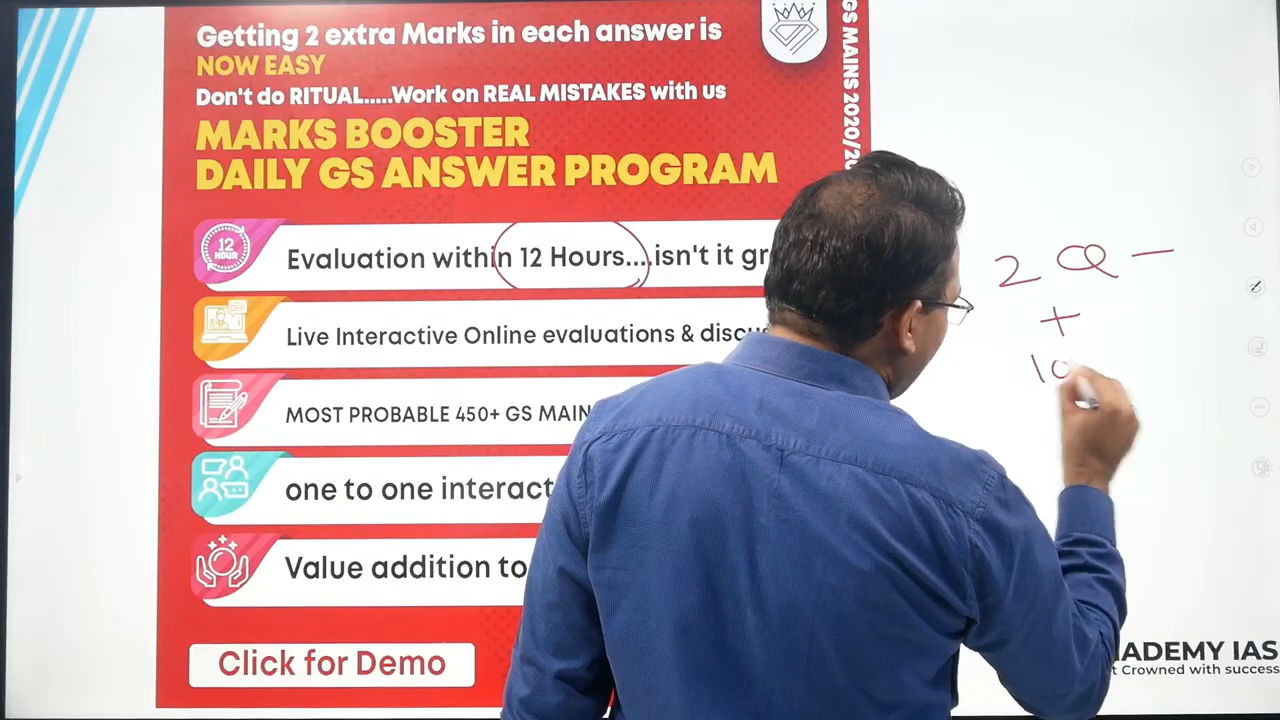 Getting 2 extra Marks in each answer is
NOW EASY
Don't do RITUAL.....Work on REAL MISTAKES with us
MARKS BOOSTER
DAILY GS ANSWER PROGRAM
GS MAINS 2020/20
12
HOUR
Evaluation within 12 Hours....isn't it gr
Live Interactive Online evaluations & discu
MOST PROBABLE 450+ GS MAIN
one to one interact
Value addition to
Click for Demo
2 Q -
+
10
ADEMY IAS
t Crowned with success